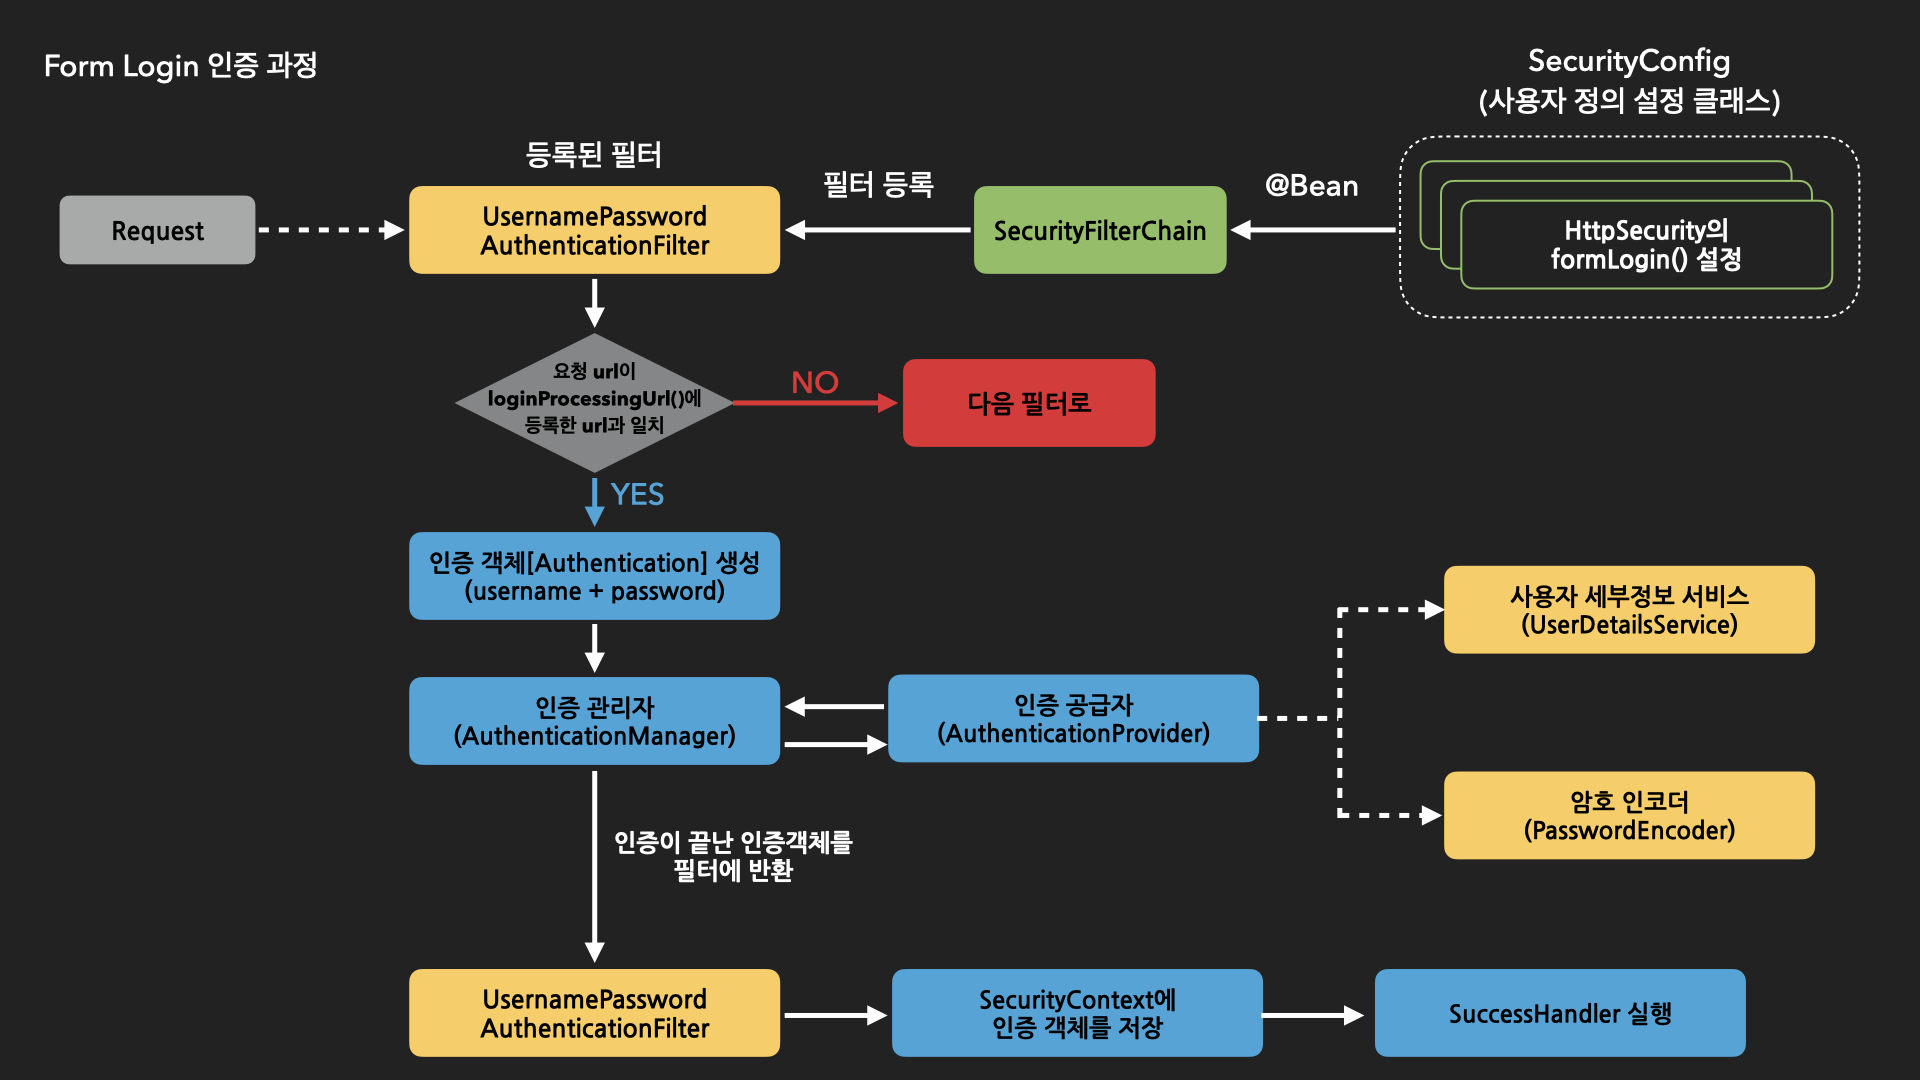 Form Login 인증 과정
SecurityConfig
(사용자 정의 설정 클래스)
등록된 필터
필터 등록
@Bean
Request
UsernamePassword
AuthenticationFilter
SecurityFilterChain
HttpSecurity의
formLogin() 설정
요청 url이
loginProcessingUrl()에
등록한 url과 일치
NO
다음 필터로
YES
인증 객체[Authentication] 생성
(username + password)
사용자 세부정보 서비스
(UserDetailsService)
인증 관리자
(AuthenticationManager)
인증 공급자
(AuthenticationProvider)
암호 인코더
(PasswordEncoder)
인증이 끝난 인증객체를
필터에 반환
UsernamePassword
AuthenticationFilter
SecurityContext에
인증 객체를 저장
SuccessHandler 실행